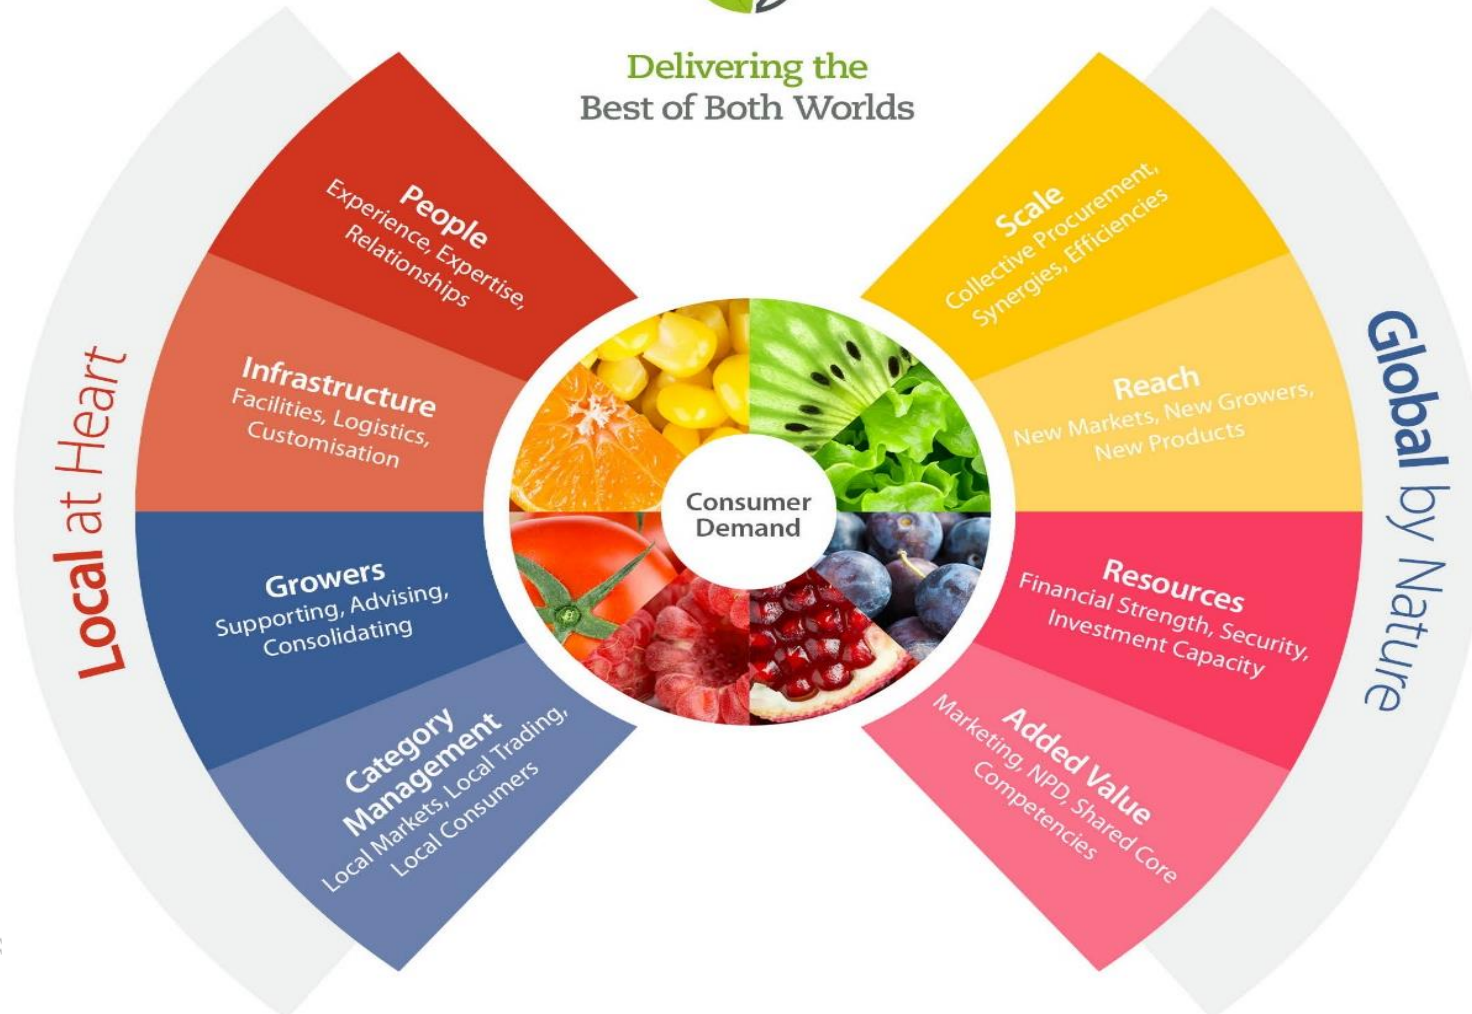 Delivering the
Best of Both Worlds
Local at Heart
People
Experience, Expertise,
Relationships
Infrastructure
Facilities, Logistics,
Customisation
Growers
Supporting, Advising,
Consolidating
Category
Management
Local Markets, Local Trading,
Local Consumers
Consumer
Demand
Scale
Collective Procurement,
Synergies, Efficiencies
Reach
New Markets, New Growers,
New Products
Resources
Financial Strength, Security,
Investment Capacity
Added Value
Marketing, NPD, Shared Core
Competencies
Global by Nature